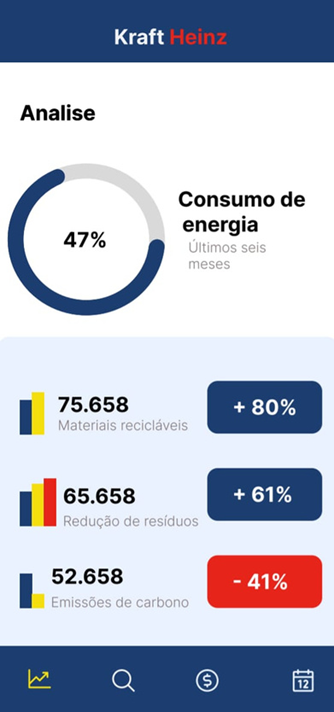 Kraft Heinz
Analise
47%
Consumo de
energia
Últimos seis
meses
75.658
Materiais recicláveis
+ 80%
65.658
Redução de resíduos
+ 61%
52.658
Emissões de carbono
- 41%
12